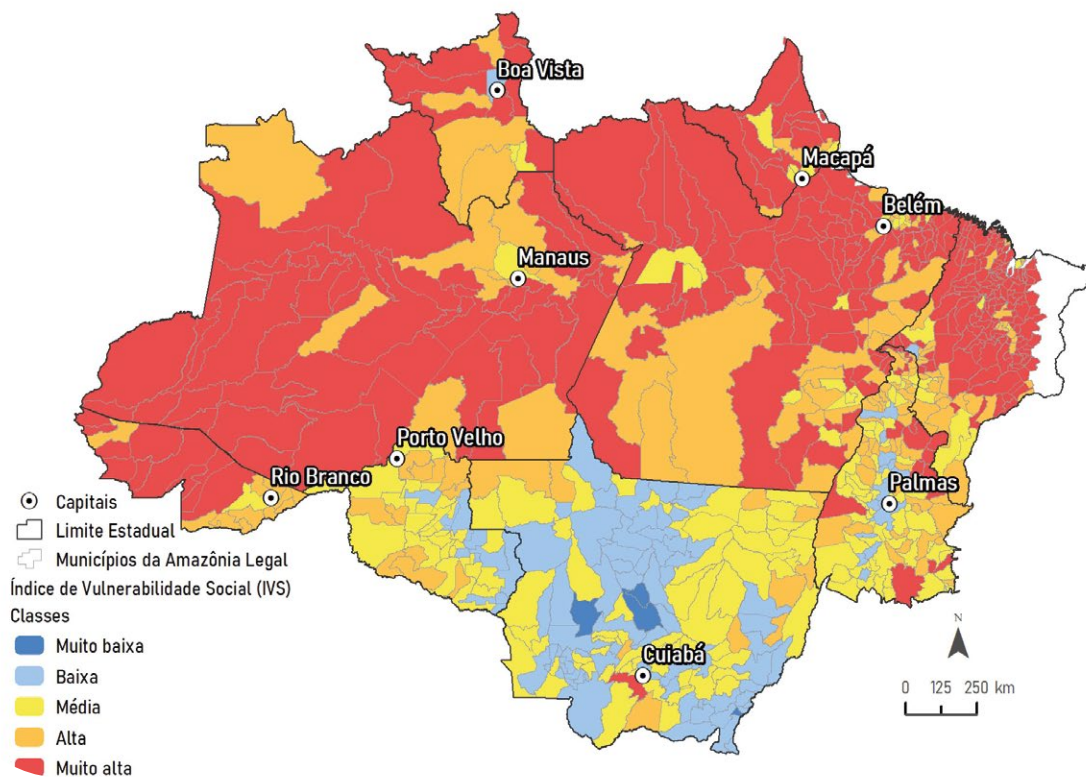 Boa Vista
Macapá
Belém
Manaus
Porto Velho
Rio Branco
Palmas
Cuiabá
Capitais
Limite Estadual
Municípios da Amazônia Legal
Índice de Vulnerabilidade Social (IVS)
Classes
Muito baixa
Baixa
Média
Alta
Muito alta
N
0 125 250 km